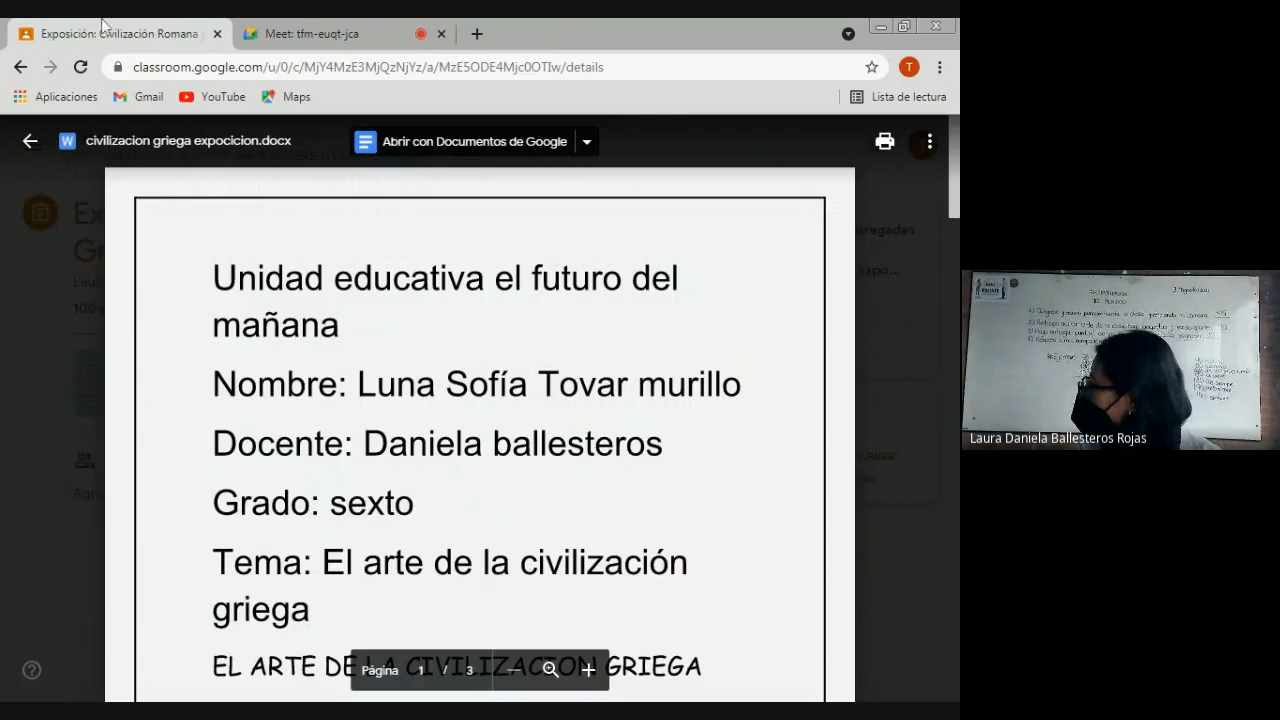 Exposición: Civilización Romana
Meet: tfm-euqt-jca
classroom.google.com/u/0/c/MjY4MzE3MjQzNjYz/a/MzE5ODE4Mjc0OTIw/details
Aplicaciones
Gmail
YouTube
Maps
Lista de lectura
civilizacion griega expocicion.docx
Abrir con Documentos de Google
Unidad educativa el futuro del
mañana
Nombre: Luna Sofía Tovar murillo
Docente: Daniela ballesteros
Grado: sexto
Tema: El arte de la civilización
griega
EL ARTE DE LA CIVILIZACION GRIEGA
Página 1 / 3
Laura Daniela Ballesteros Rojas